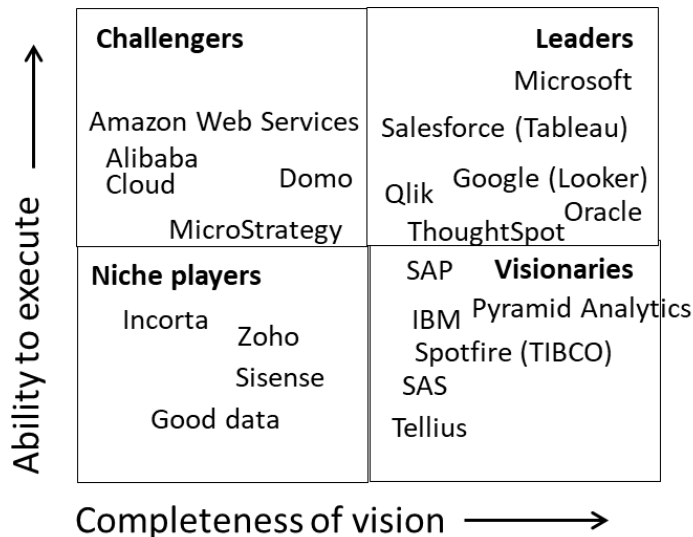 Challengers
Amazon Web Services
Alibaba
Cloud
Domo
MicroStrategy
Leaders
Microsoft
Salesforce (Tableau)
Google (Looker)
Qlik
Oracle
ThoughtSpot
Niche players
Incorta
Zoho
Sisense
Good data
Visionaries
SAP
Pyramid Analytics
IBM
Spotfire (TIBCO)
SAS
Tellius
Ability to execute
Completeness of vision